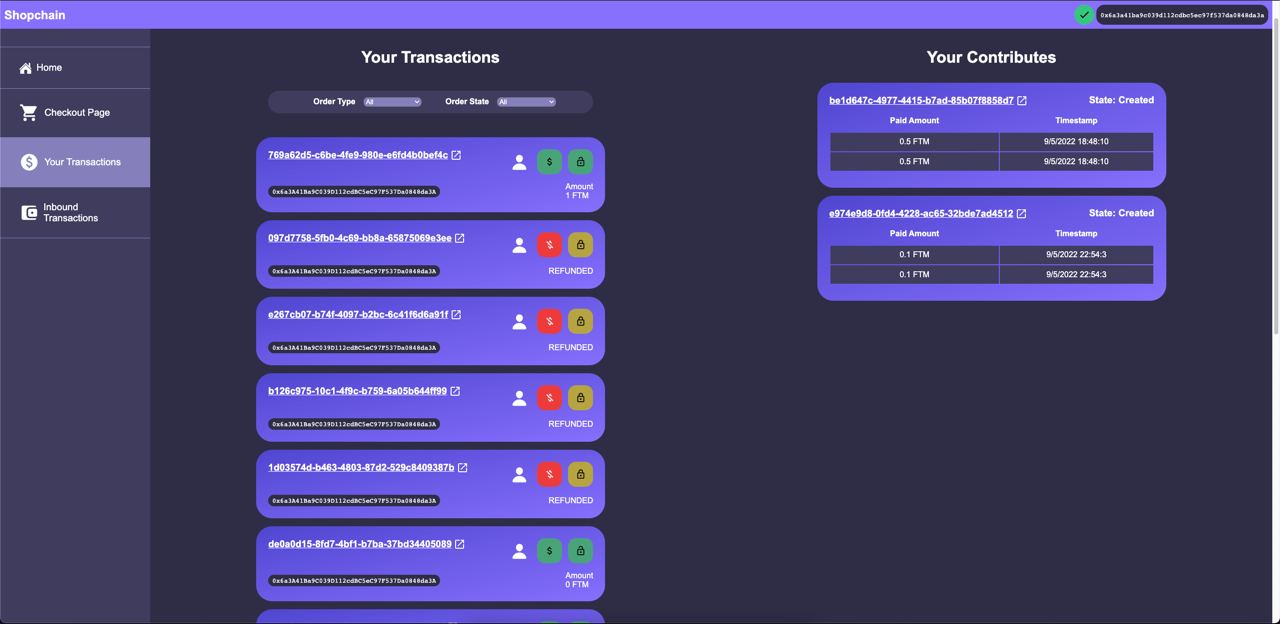 Shopchain
0x6a3a41ba9c039d112cdbc5ec97f537da0848da3a
Home
Checkout Page
Your Transactions
Inbound
Transactions
Your Transactions
Order Type All Order State All
769a62d5-c6be-4fe9-980e-e6fd4b0bef4c
0x6a3A41Ba9C039D112cdBC5eC97F537Da0848da3A
Amount
1 FTM
097d7758-5fb0-4c69-bb8a-65875069e3ee
0x6a3A41Ba9C039D112cdBC5eC97F537Da0848da3A
REFUNDED
e267cb07-b74f-4097-b2bc-6c41f6d6a91f
0x6a3A41Ba9C039D112cdBC5eC97F537Da0848da3A
REFUNDED
b126c975-10c1-4f9c-b759-6a05b644ff99
0x6a3A41Ba9C039D112cdBC5eC97F537Da0848da3A
REFUNDED
1d03574d-b463-4803-87d2-529c8409387b
0x6a3A41Ba9C039D112cdBC5eC97F537Da0848da3A
REFUNDED
de0a0d15-8fd7-4bf1-b7ba-37bd34405089
0x6a3A41Ba9C039D112cdBC5eC97F537Da0848da3A
Amount
0 FTM
Your Contributes
be1d647c-4977-4415-b7ad-85b07f8858d7 State: Created
Paid Amount Timestamp
0.5 FTM 9/5/2022 18:48:10
0.5 FTM 9/5/2022 18:48:10
e974e9d8-0fd4-4228-ac65-32bde7ad4512 State: Created
Paid Amount Timestamp
0.1 FTM 9/5/2022 22:54:3
0.1 FTM 9/5/2022 22:54:3